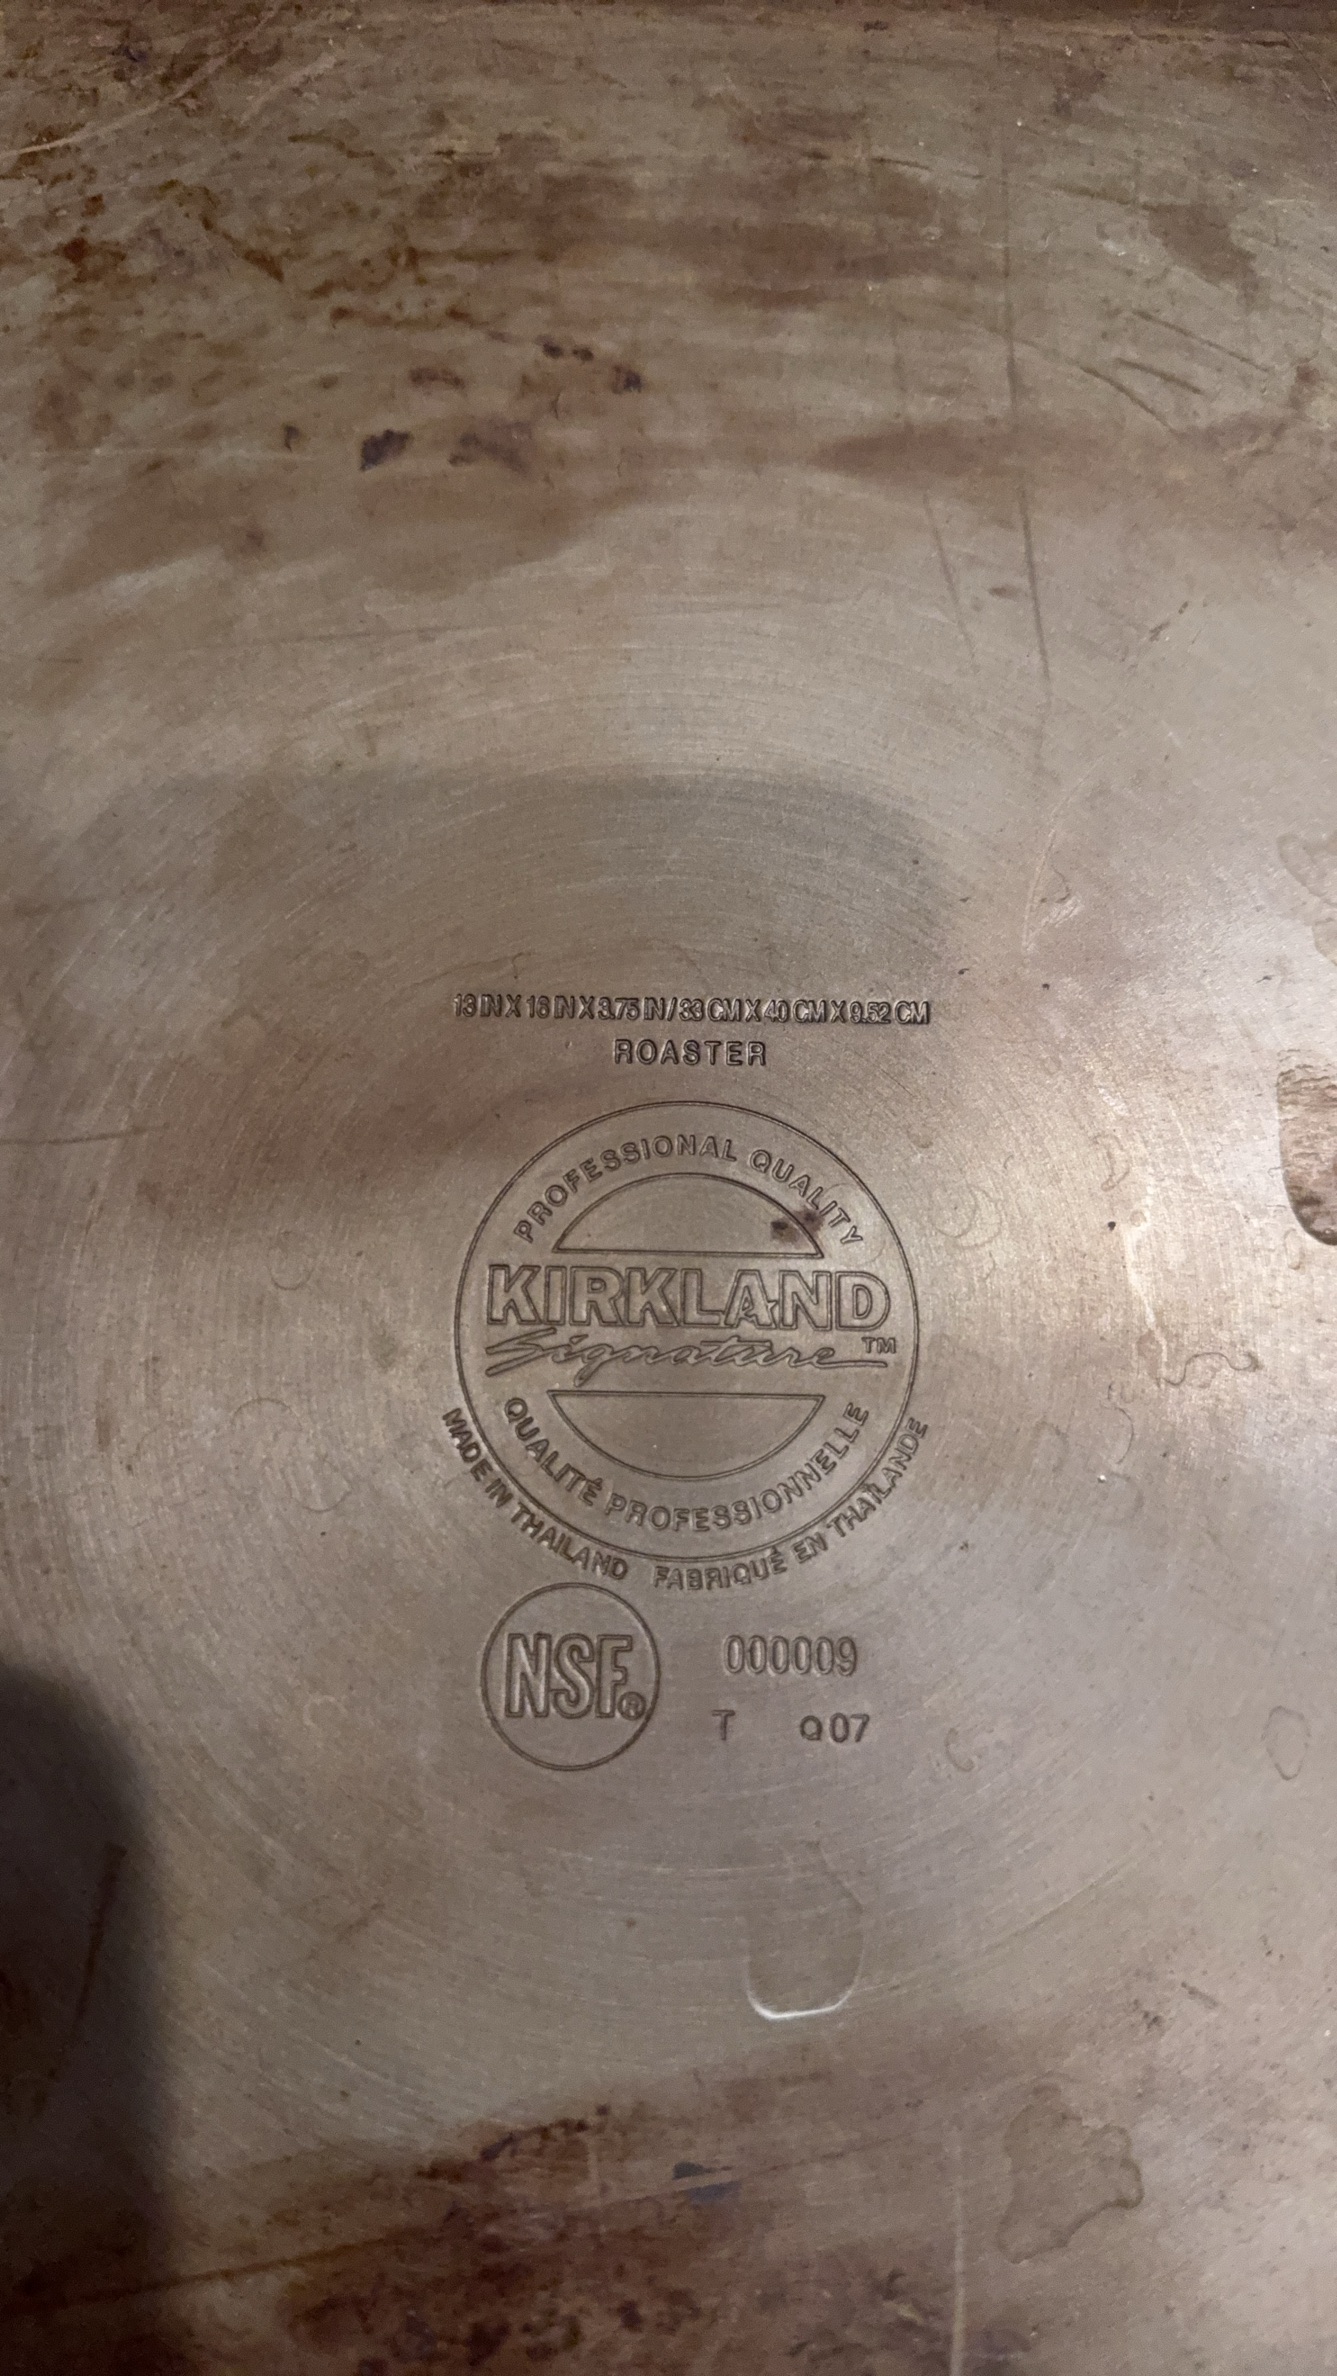 13 IN X 16 IN X 3.75 IN / 33 CM X 40 CM X 9.52 CM
ROASTER
PROFESSIONAL QUALITY
KIRKLAND
Signature™
QUALITÉ PROFESSIONNELLE
MADE IN THAILAND FABRIQUÉ EN THAÏLANDE
NSF®
000009
T Q07